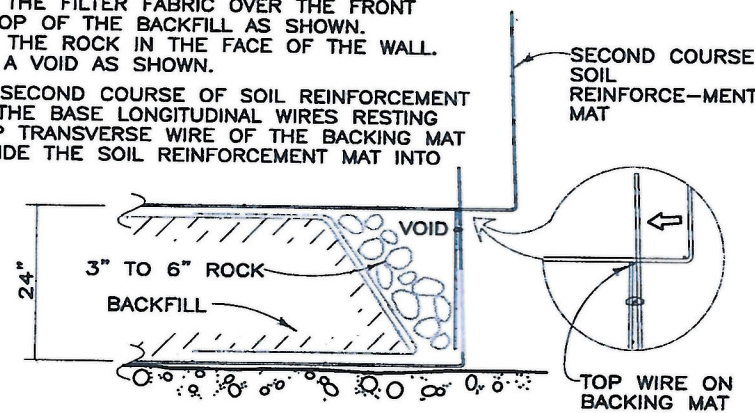 THE FILTER FABRIC OVER THE FRONT
OP OF THE BACKFILL AS SHOWN.
THE ROCK IN THE FACE OF THE WALL.
A VOID AS SHOWN.
SECOND COURSE OF SOIL REINFORCEMENT
THE BASE LONGITUDINAL WIRES RESTING
P TRANSVERSE WIRE OF THE BACKING MAT
IDE THE SOIL REINFORCEMENT MAT INTO
SECOND COURSE
SOIL
REINFORCE-MENT
MAT
VOID
24"
3" TO 6" ROCK
BACKFILL
TOP WIRE ON
BACKING MAT